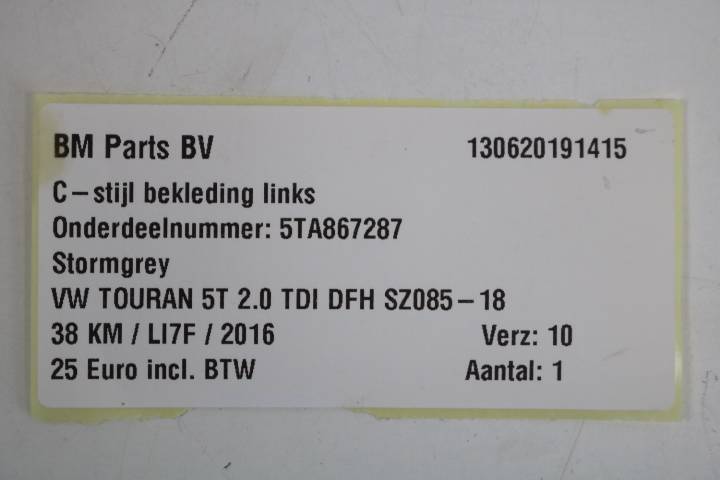 BM Parts BV 130620191415
C-stijl bekleding links
Onderdeelnummer: 5TA867287
Stormgrey
VW TOURAN 5T 2.0 TDI DFH SZ085-18
38 KM / LI7F / 2016 Verz: 10
25 Euro incl. BTW Aantal: 1